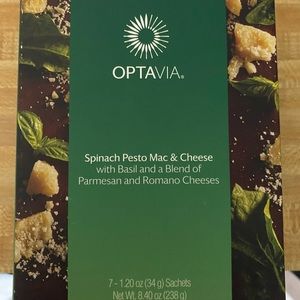 OPTAVIA®
Spinach Pesto Mac & Cheese
with Basil and a Blend of
Parmesan and Romano Cheeses
7 - 1.20 oz (34 g) Sachets
Net Wt. 8.40 oz (238 g)